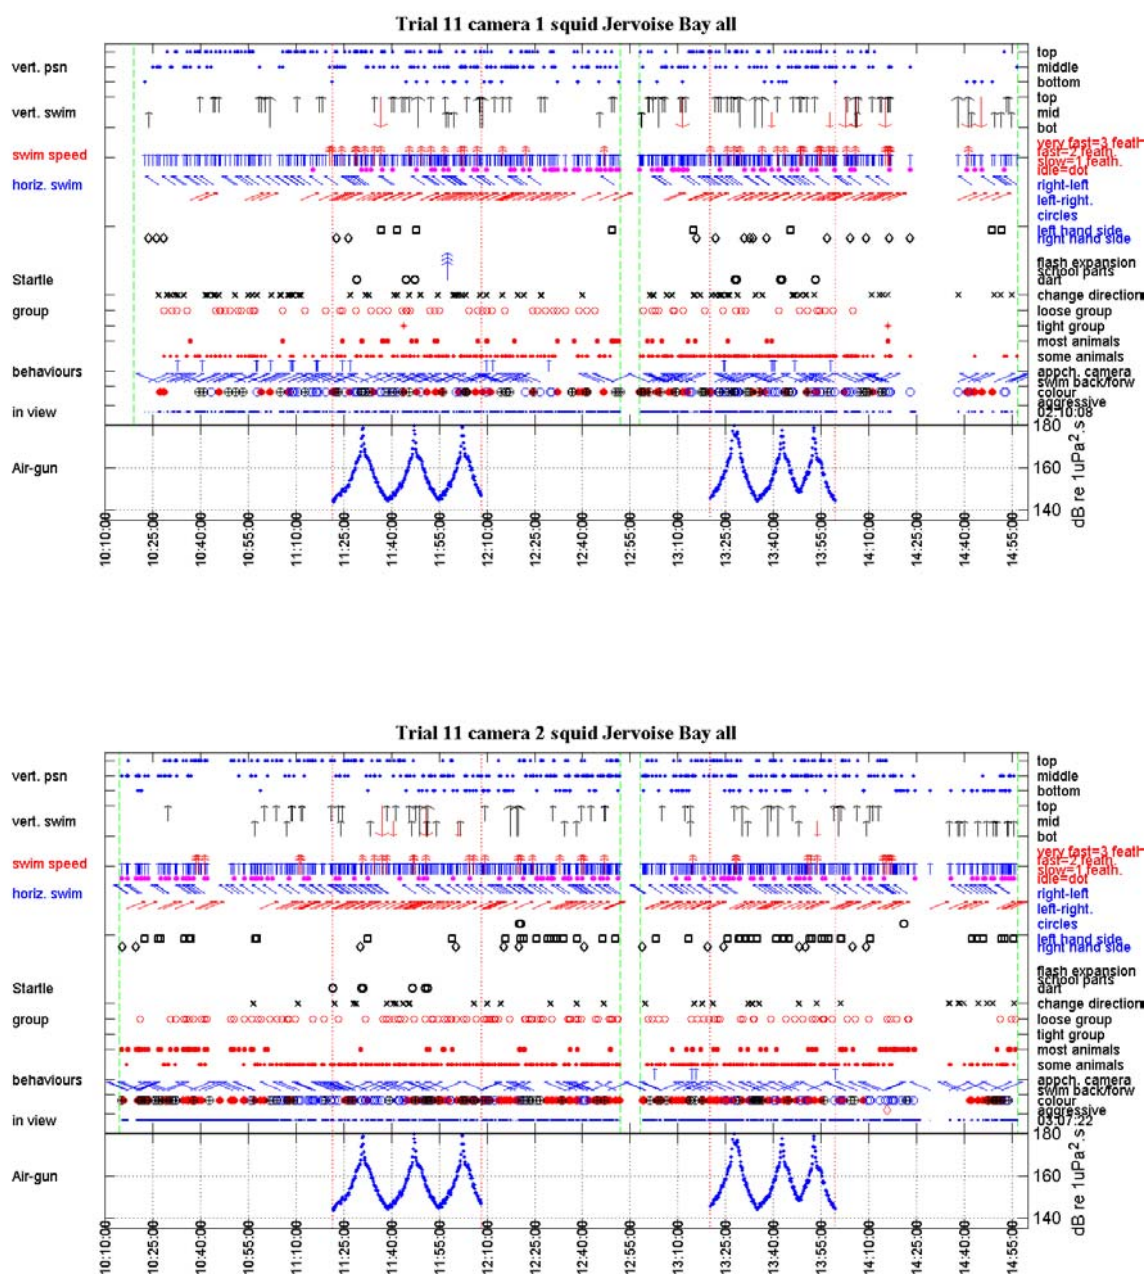 Trial 11 camera 1 squid Jervoise Bay all
vert. psn
top
middle
bottom
vert. swim
top
mid
bot
swim speed
very fast=3 feath
fast=2 feath.
slow=1 feath.
idle=dot
horiz. swim
right-left
left-right.
circles
left hand side
right hand side
flash expansion
school parts
Startle
dart
change direction
group
loose group
tight group
most animals
some animals
behaviours
appch. camera
swim back/forw
colour
aggressive
in view
02:10:08
Air-gun
180
160
140
dB re 1uPa².s
10:10:00
10:25:00
10:40:00
10:55:00
11:10:00
11:25:00
11:40:00
11:55:00
12:10:00
12:25:00
12:40:00
12:55:00
13:10:00
13:25:00
13:40:00
13:55:00
14:10:00
14:25:00
14:40:00
14:55:00
Trial 11 camera 2 squid Jervoise Bay all
vert. psn
top
middle
bottom
vert. swim
top
mid
bot
swim speed
very fast=3 feath
fast=2 feath.
slow=1 feath.
idle=dot
horiz. swim
right-left
left-right.
circles
left hand side
right hand side
flash expansion
school parts
Startle
dart
change direction
group
loose group
tight group
most animals
some animals
behaviours
appch. camera
swim back/forw
colour
aggressive
in view
03:07:22
Air-gun
180
160
140
dB re 1uPa².s
10:10:00
10:25:00
10:40:00
10:55:00
11:10:00
11:25:00
11:40:00
11:55:00
12:10:00
12:25:00
12:40:00
12:55:00
13:10:00
13:25:00
13:40:00
13:55:00
14:10:00
14:25:00
14:40:00
14:55:00